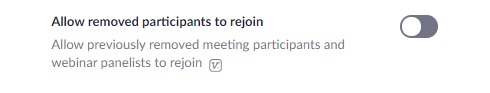 Allow removed participants to rejoin
Allow previously removed meeting participants and
webinar panelists to rejoin